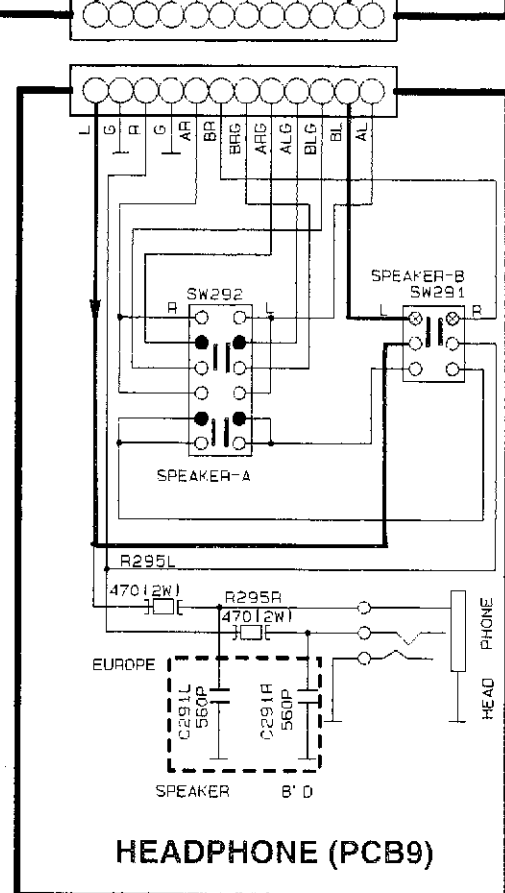 L G R G AR BR BRG ARG ALG BLG BL AL
SPEAKER-B
SW291
L R
SW292
R L
SPEAKER-A
R295L
470(2W)
R295R
470(2W)
EUROPE
C291L
560P
C291R
560P
HEAD PHONE
SPEAKER B'D
HEADPHONE (PCB9)